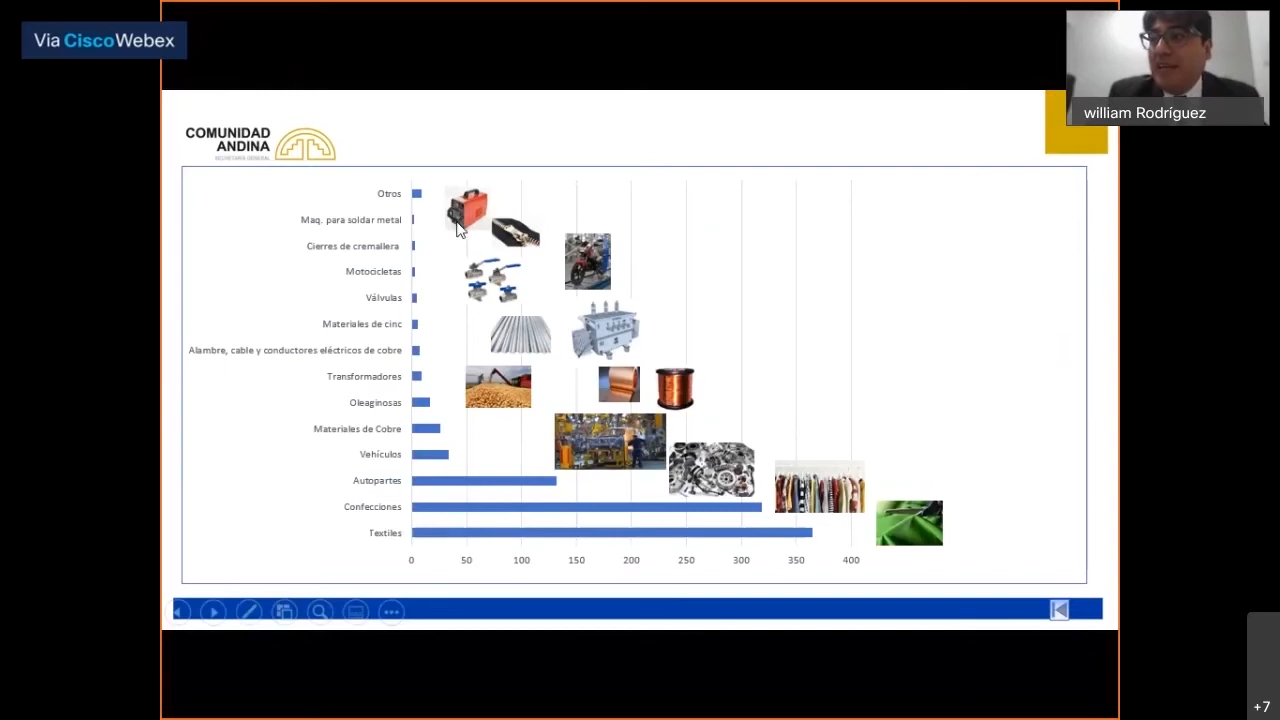 Via CiscoWebex
william Rodríguez
COMUNIDAD
ANDINA
SECRETARÍA GENERAL
Otros
Maq. para soldar metal
Cierres de cremallera
Motocicletas
Válvulas
Materiales de cinc
Alambre, cable y conductores eléctricos de cobre
Transformadores
Oleaginosas
Materiales de Cobre
Vehículos
Autopartes
Confecciones
Textiles
0 50 100 150 200 250 300 350 400
+7